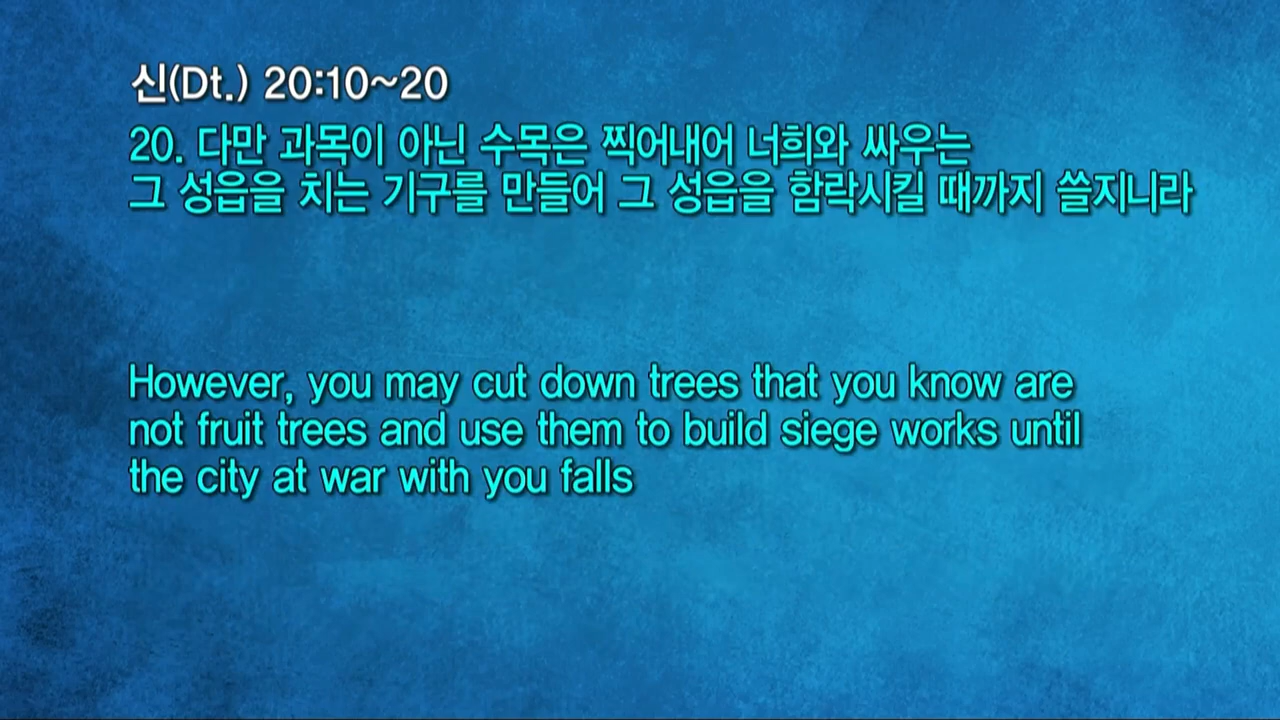 신(Dt.) 20:10~20
20. 다만 과목이 아닌 수목은 찍어내어 너희와 싸우는
그 성읍을 치는 기구를 만들어 그 성읍을 함락시킬 때까지 쓸지니라
However, you may cut down trees that you know are
not fruit trees and use them to build siege works until
the city at war with you falls